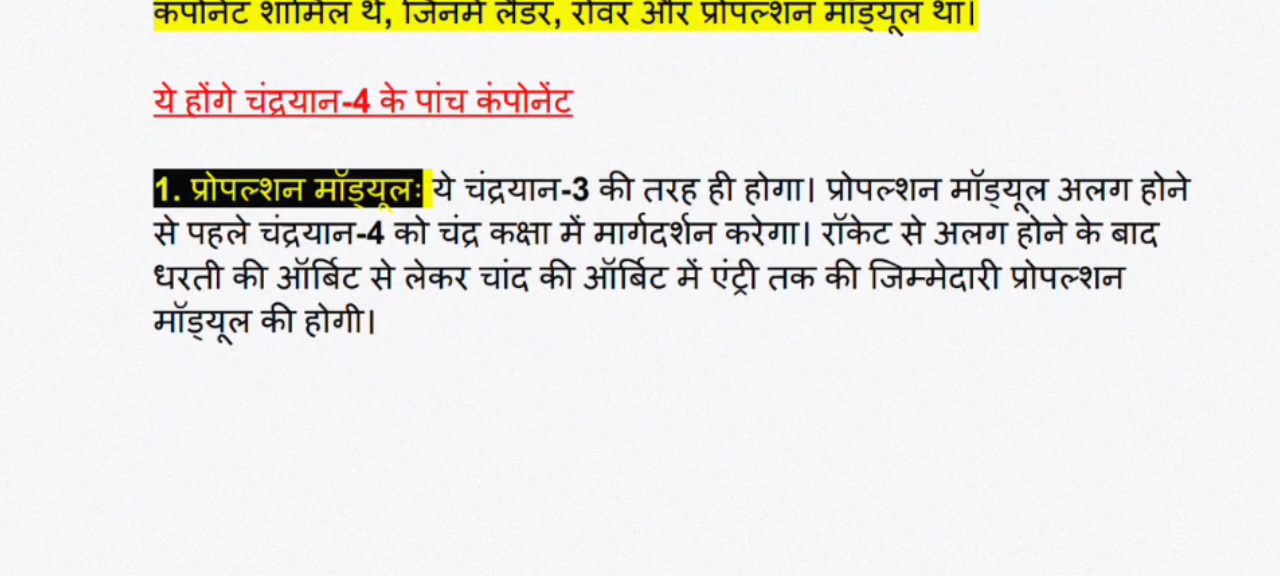 कंपोनेंट शामिल थे, जिनमें लैंडर, रोवर और प्रोपल्शन मॉड्यूल था।
ये होंगे चंद्रयान-4 के पांच कंपोनेंट
1. प्रोपल्शन मॉड्यूलः ये चंद्रयान-3 की तरह ही होगा। प्रोपल्शन मॉड्यूल अलग होने
से पहले चंद्रयान-4 को चंद्र कक्षा में मार्गदर्शन करेगा। रॉकेट से अलग होने के बाद
धरती की ऑर्बिट से लेकर चांद की ऑर्बिट में एंट्री तक की जिम्मेदारी प्रोपल्शन
मॉड्यूल की होगी।